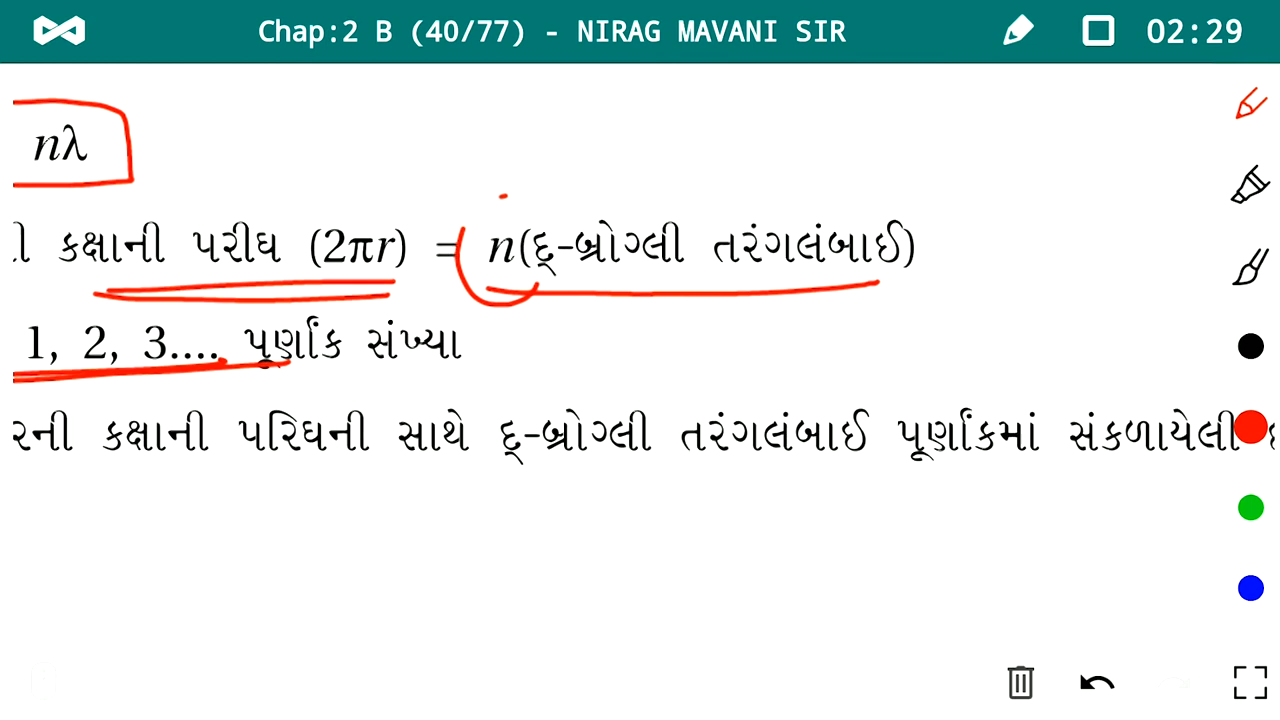 Chap:2 B (40/77) - NIRAG MAVANI SIR
02:29
nλ
કક્ષાની પરીઘ (2πr) = n(દ્-બ્રોગ્લી તરંગલંબાઈ)
1, 2, 3.... પૂર્ણાંક સંખ્યા
કક્ષાની પરિઘની સાથે દ્-બ્રોગ્લી તરંગલંબાઈ પૂર્ણાંકમાં સંકળાયેલી